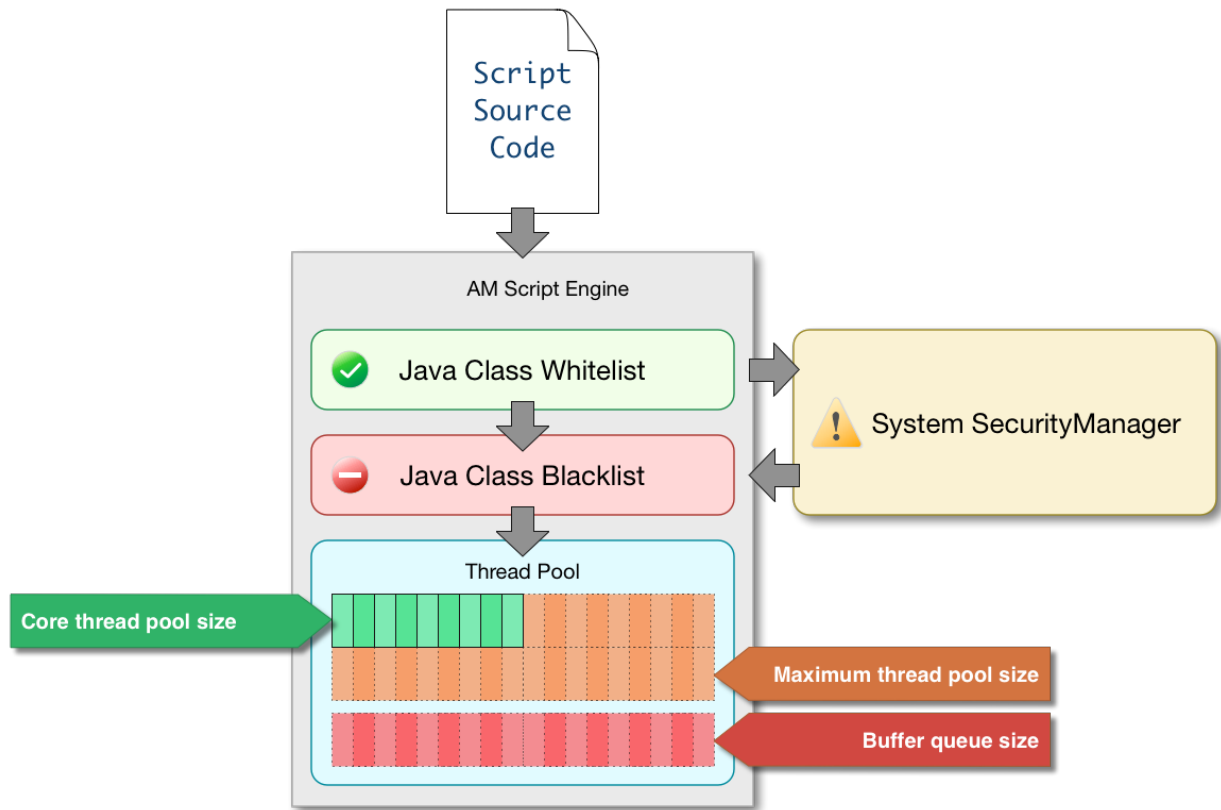 Script
Source
Code
AM Script Engine
Java Class Whitelist
System SecurityManager
Java Class Blacklist
Thread Pool
Core thread pool size
Maximum thread pool size
Buffer queue size